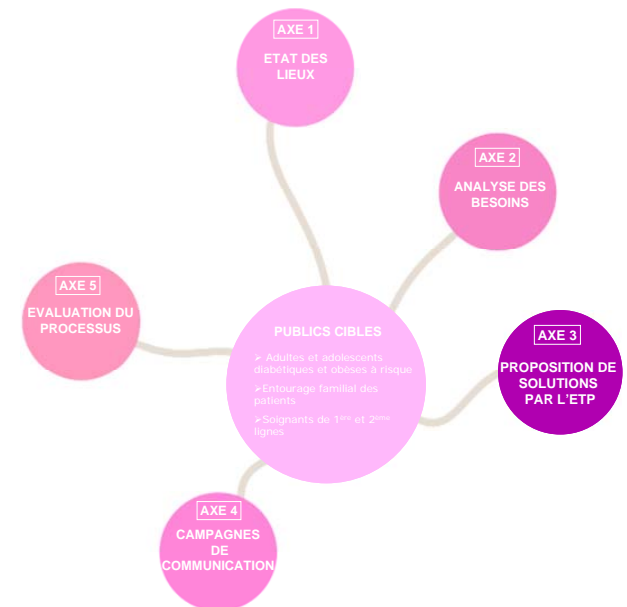 AXE 1
ETAT DES
LIEUX
AXE 2
ANALYSE DES
BESOINS
AXE 5
EVALUATION DU
PROCESSUS
PUBLICS CIBLES
➢ Adultes et adolescents
diabétiques et obèses à risque
➢Entourage familial des
patients
➢Soignants de 1ère et 2ème
lignes
AXE 3
PROPOSITION DE
SOLUTIONS
PAR L'ETP
AXE 4
CAMPAGNES
DE
COMMUNICATION